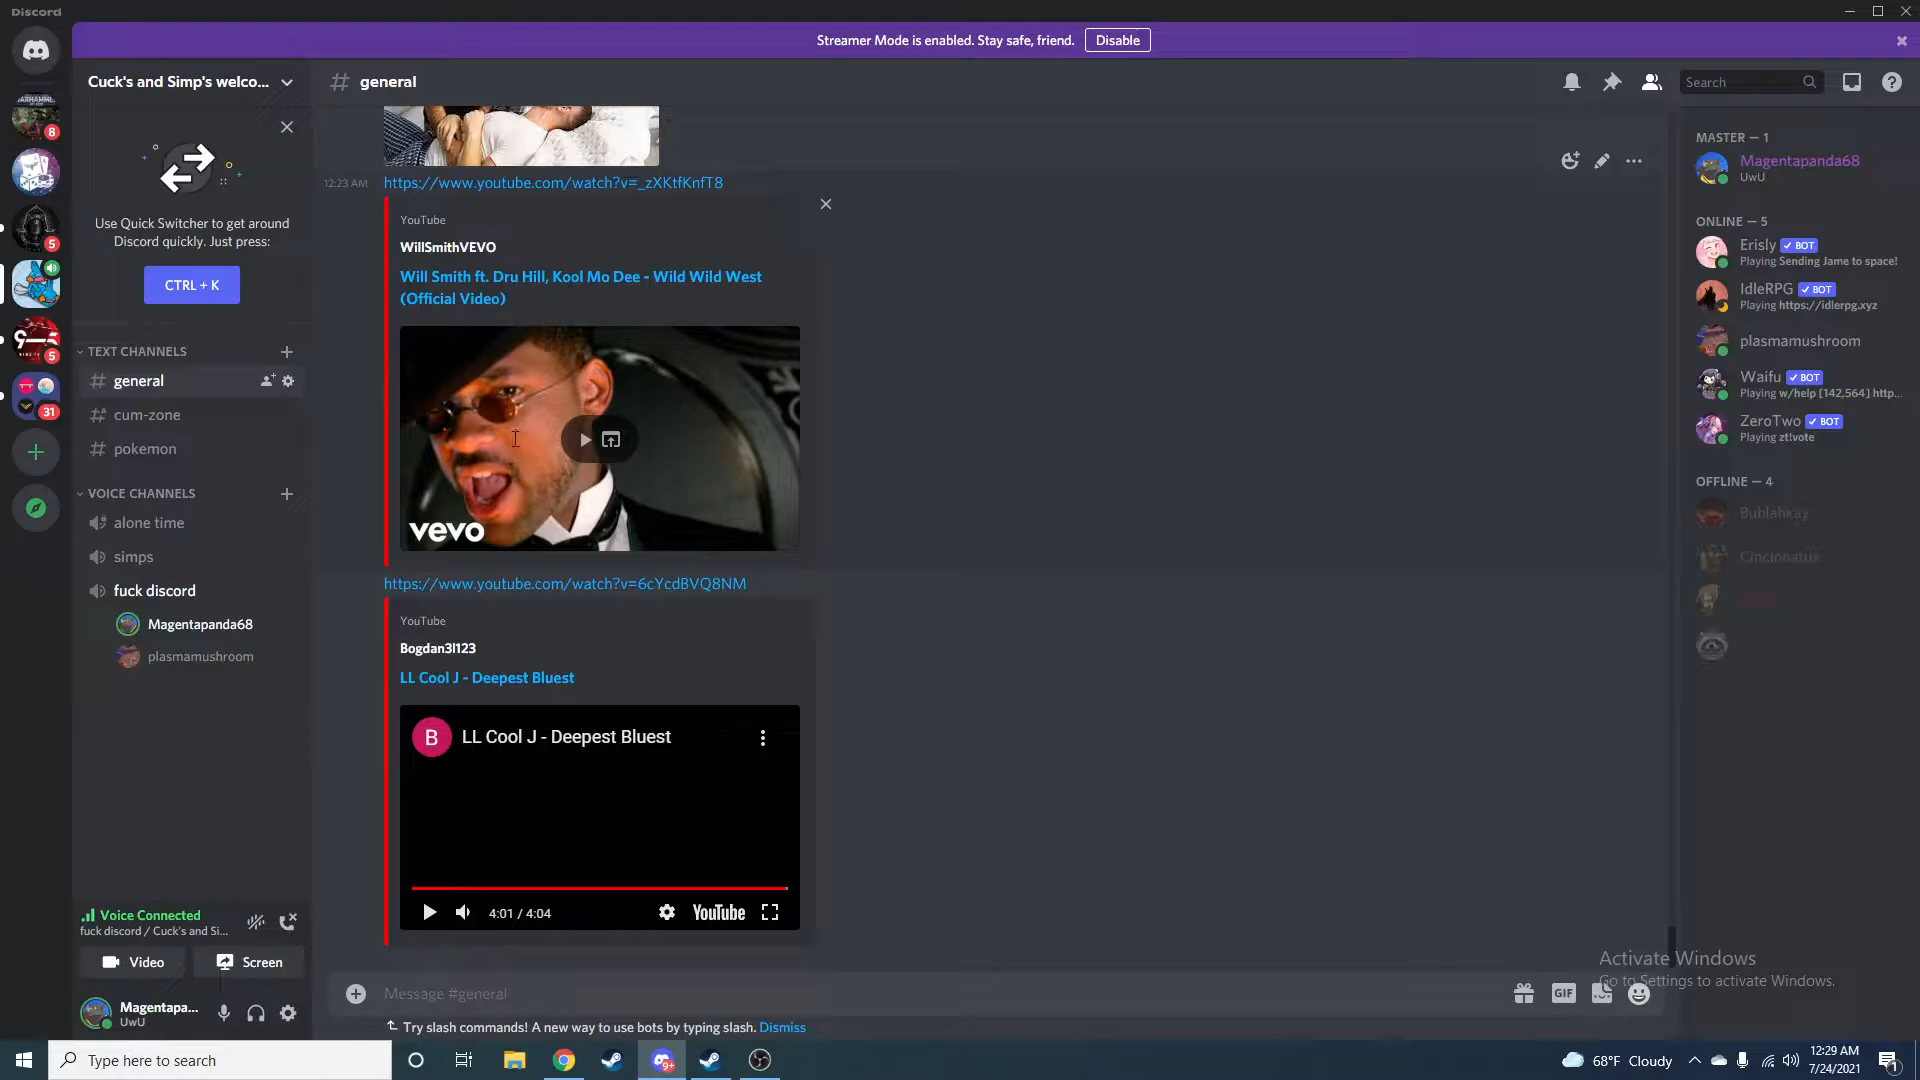 Discord
Streamer Mode is enabled. Stay safe, friend.
Disable
Cuck's and Simp's welco...
general
Search
8
5
5
31
Use Quick Switcher to get around
Discord quickly. Just press:
CTRL + K
TEXT CHANNELS
general
cum-zone
pokemon
VOICE CHANNELS
alone time
simps
fuck discord
Magentapanda68
plasmamushroom
Voice Connected
fuck discord / Cuck's and Si...
Video
Screen
Magentapa...
UwU
12:23 AM
https://www.youtube.com/watch?v=_zXKtfKnfT8
YouTube
WillSmithVEVO
Will Smith ft. Dru Hill, Kool Mo Dee - Wild Wild West
(Official Video)
vevo
https://www.youtube.com/watch?v=6cYcdBVQ8NM
YouTube
Bogdan3l123
LL Cool J - Deepest Bluest
B
LL Cool J - Deepest Bluest
4:01 / 4:04
YouTube
Message #general
GIF
Try slash commands! A new way to use bots by typing slash. Dismiss
MASTER — 1
Magentapanda68
UwU
ONLINE — 5
Erisly
BOT
Playing Sending Jame to space!
IdleRPG
BOT
Playing https://idlerpg.xyz
plasmamushroom
Waifu
BOT
Playing w/help [142,564] http...
ZeroTwo
BOT
Playing zt!vote
OFFLINE — 4
Bublahkay
Activate Windows
Go to Settings to activate Windows.
Type here to search
9+
68°F Cloudy
12:29 AM
7/24/2021
1